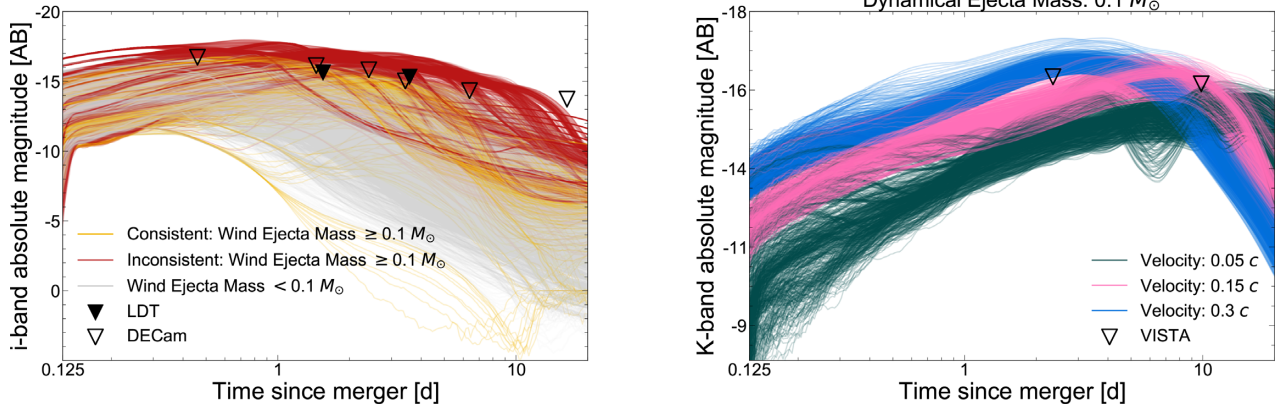 Dynamical Ejecta Mass: 0.1 M⊙
i-band absolute magnitude [AB]
-20
-15
-10
-5
0
Consistent: Wind Ejecta Mass ≥ 0.1 M⊙
Inconsistent: Wind Ejecta Mass ≥ 0.1 M⊙
Wind Ejecta Mass < 0.1 M⊙
LDT
DECam
0.125
1
10
Time since merger [d]
K-band absolute magnitude [AB]
-18
-16
-14
-11
-9
Velocity: 0.05 c
Velocity: 0.15 c
Velocity: 0.3 c
VISTA
0.125
1
10
Time since merger [d]